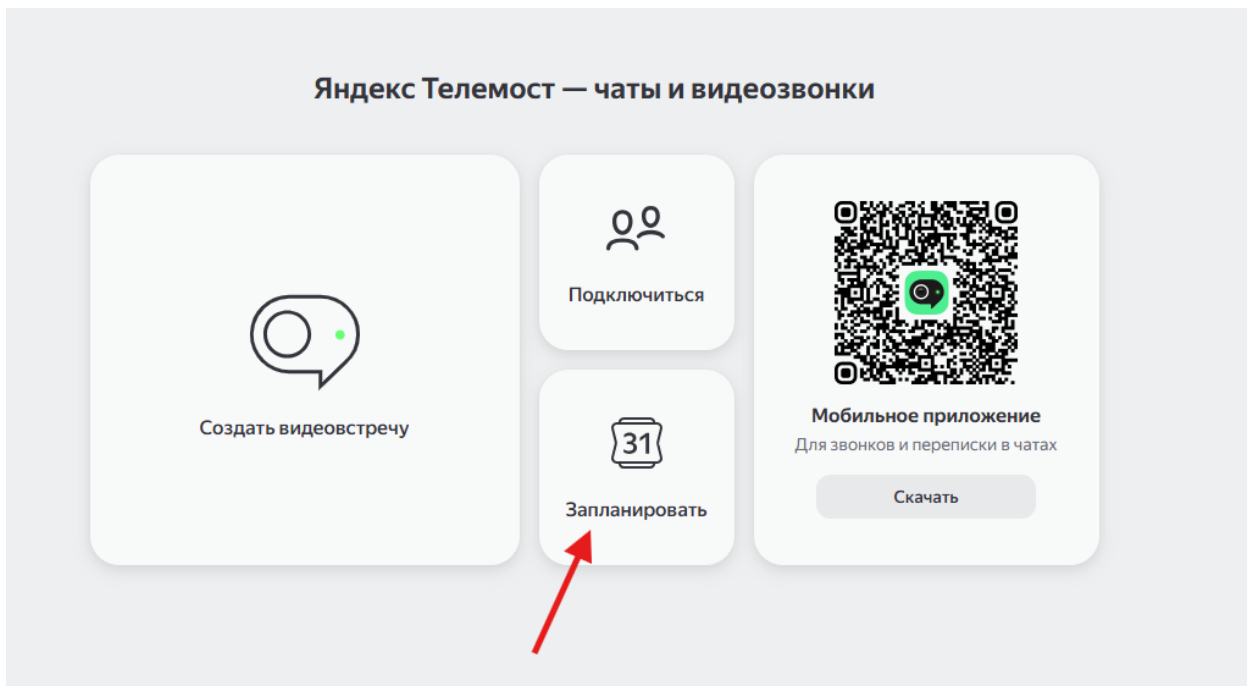 Яндекс Телемост — чаты и видеозвонки
Создать видеовстречу
Подключиться
31
Запланировать
Мобильное приложение
Для звонков и переписки в чатах
Скачать